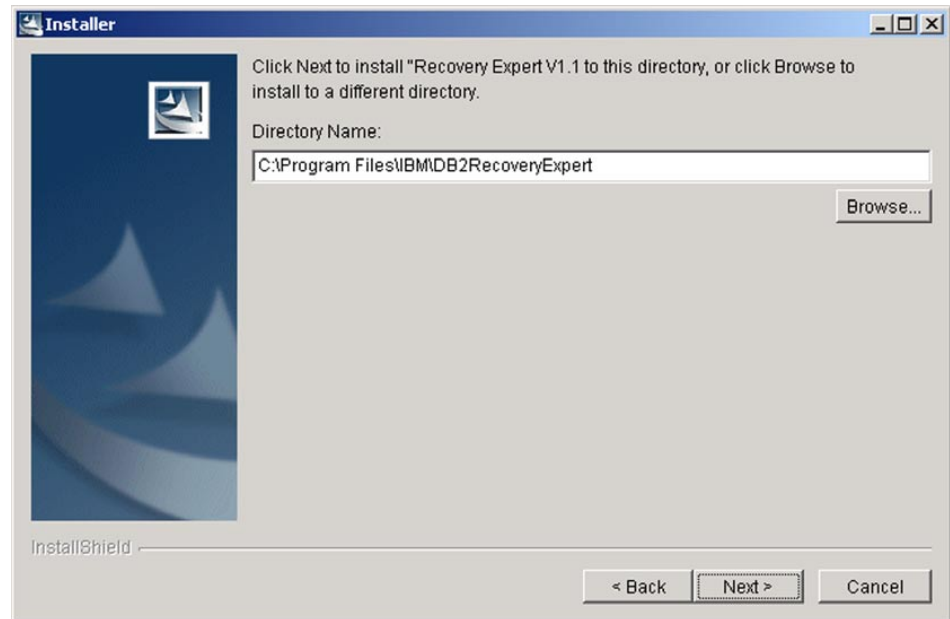 Installer
Click Next to install "Recovery Expert V1.1 to this directory, or click Browse to
install to a different directory.
Directory Name:
C:\Program Files\IBM\DB2RecoveryExpert
Browse...
InstallShield
< Back
Next >
Cancel